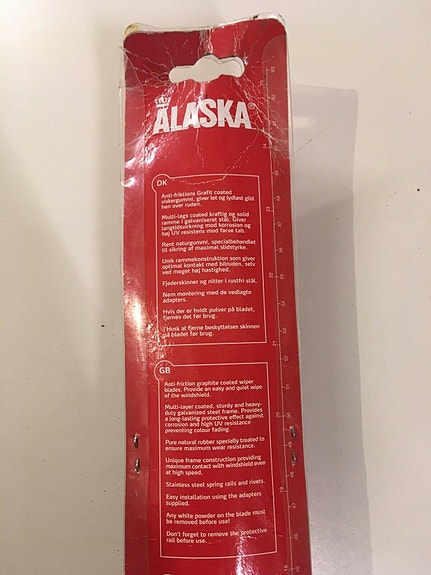 ALASKA
DK
Anti-friktions Grafit coated
viskergummi, giver let og lydløst glid
hen over ruden.
Multi-lags coated kraftig og solid
ramme i galvaniseret stål. Giver
langtidsvirkning mod korrosion og
høj UV resistens mod farve tab.
Rent naturgummi, specialbehandlet
til sikring af maximal slidstyrke.
Unik rammekonstruktion som giver
optimal kontakt med bilruden, selv
ved meget høj hastighed.
Fjederskinner og nitter i rustfri stål.
Nem montering med de vedlagte
adapters.
Hvis der er hvidt pulver på bladet,
fjernes det før brug.
Husk at fjerne beskyttelses skinnen
på bladet før brug.
GB
Anti-friction graphite coated wiper
blades. Provide an easy and quiet wipe
of the windshield.
Multi-layer coated, sturdy and heavy-
duty galvanized steel frame. Provides
a long-lasting protective effect against
corrosion and high UV resistance
preventing colour fading.
Pure natural rubber specially treated to
ensure maximum wear resistance.
Unique frame construction providing
maximum contact with windshield even
at high speed.
Stainless steel spring rails and rivets.
Easy installation using the adapters
supplied.
Any white powder on the blade must
be removed before use!
Don't forget to remove the protective
rail before use.